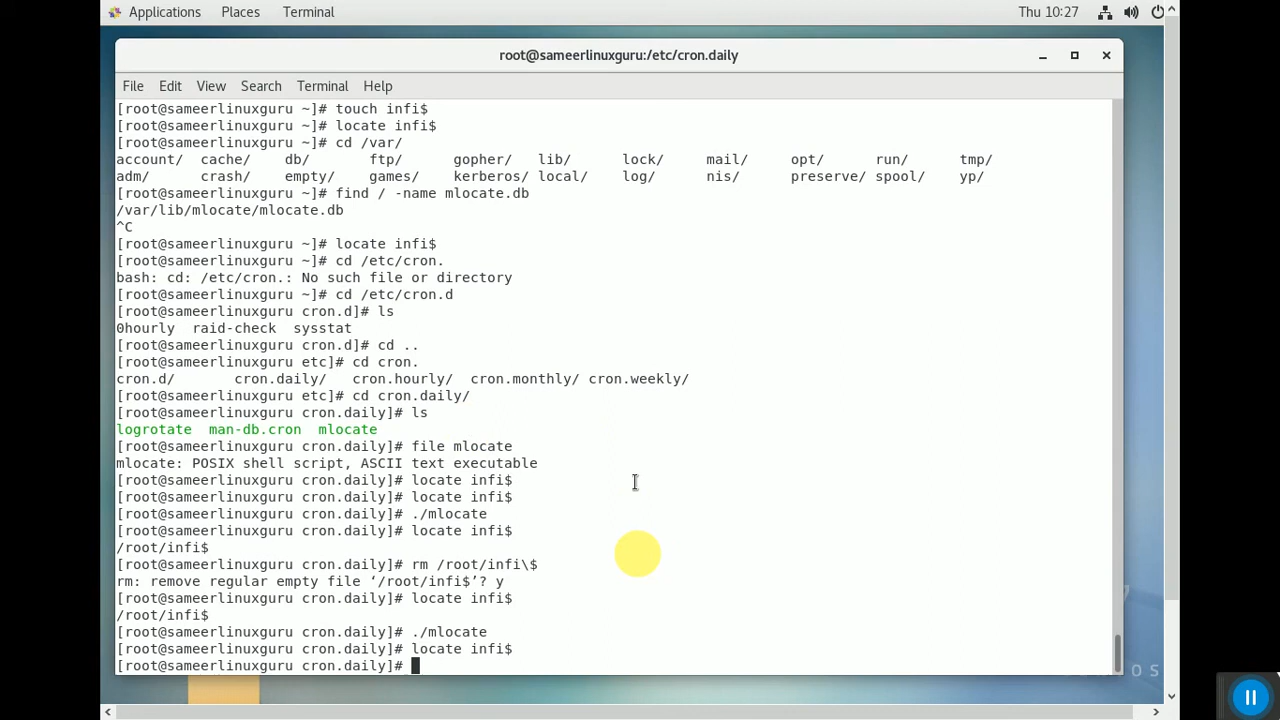 Applications Places Terminal Thu 10:27
root@sameerlinuxguru:/etc/cron.daily
File Edit View Search Terminal Help
[root@sameerlinuxguru ~]# touch infi$
[root@sameerlinuxguru ~]# locate infi$
[root@sameerlinuxguru ~]# cd /var/
account/ cache/ db/ ftp/ gopher/ lib/ lock/ mail/ opt/ run/ tmp/
adm/ crash/ empty/ games/ kerberos/ local/ log/ nis/ preserve/ spool/ yp/
[root@sameerlinuxguru ~]# find / -name mlocate.db
/var/lib/mlocate/mlocate.db
^C
[root@sameerlinuxguru ~]# locate infi$
[root@sameerlinuxguru ~]# cd /etc/cron.
bash: cd: /etc/cron.: No such file or directory
[root@sameerlinuxguru ~]# cd /etc/cron.d
[root@sameerlinuxguru cron.d]# ls
0hourly raid-check sysstat
[root@sameerlinuxguru cron.d]# cd ..
[root@sameerlinuxguru etc]# cd cron.
cron.d/ cron.daily/ cron.hourly/ cron.monthly/ cron.weekly/
[root@sameerlinuxguru etc]# cd cron.daily/
[root@sameerlinuxguru cron.daily]# ls
logrotate man-db.cron mlocate
[root@sameerlinuxguru cron.daily]# file mlocate
mlocate: POSIX shell script, ASCII text executable
[root@sameerlinuxguru cron.daily]# locate infi$
[root@sameerlinuxguru cron.daily]# locate infi$
[root@sameerlinuxguru cron.daily]# ./mlocate
[root@sameerlinuxguru cron.daily]# locate infi$
/root/infi$
[root@sameerlinuxguru cron.daily]# rm /root/infi\$
rm: remove regular empty file ‘/root/infi$’? y
[root@sameerlinuxguru cron.daily]# locate infi$
/root/infi$
[root@sameerlinuxguru cron.daily]# ./mlocate
[root@sameerlinuxguru cron.daily]# locate infi$
[root@sameerlinuxguru cron.daily]#